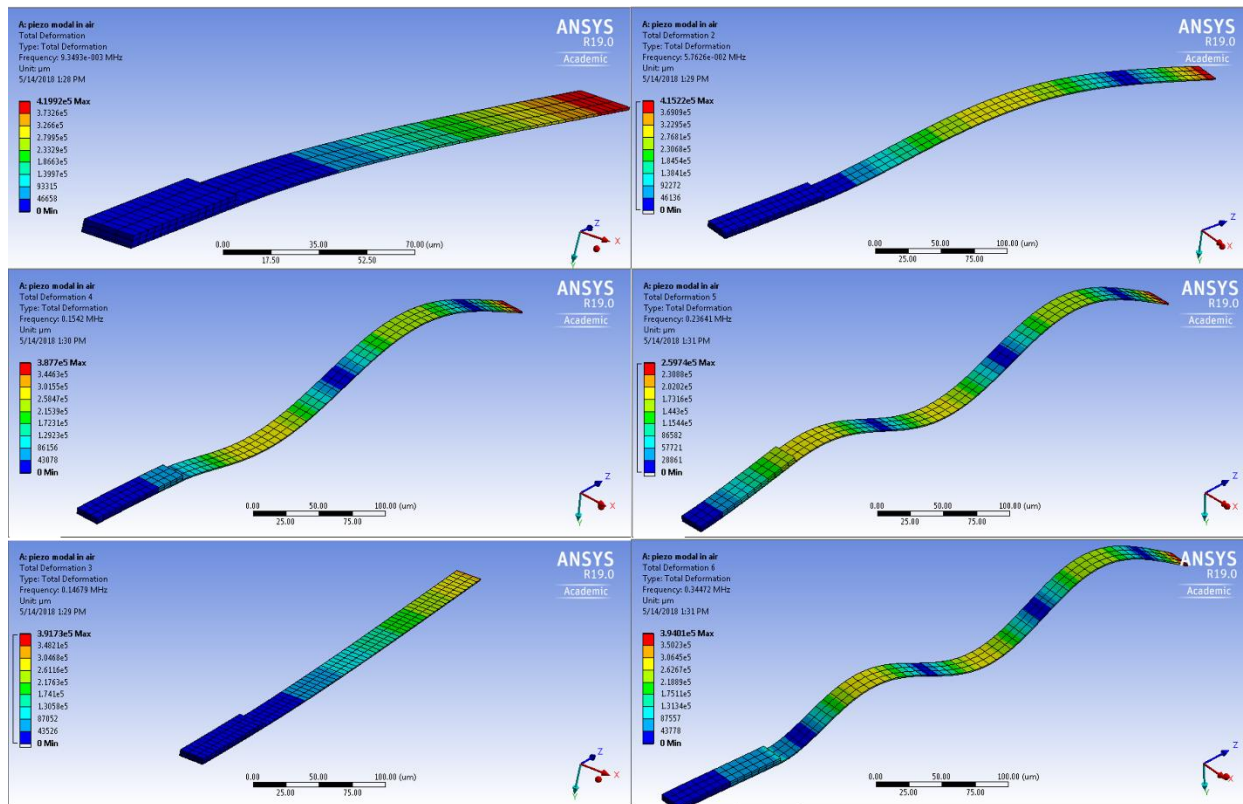 A: piezo modal in air
Total Deformation
Type: Total Deformation
Frequency: 9.3493e-003 MHz
Unit: µm
5/14/2018 1:28 PM
4.1992e5 Max
3.7326e5
3.266e5
2.7995e5
2.3329e5
1.8663e5
1.3997e5
93315
46658
0 Min
ANSYS
R19.0
Academic
0.00 35.00 70.00 (um)
17.50 52.50
Z
X
Y
A: piezo modal in air
Total Deformation 2
Type: Total Deformation
Frequency: 5.7626e-002 MHz
Unit: µm
5/14/2018 1:29 PM
4.1522e5 Max
3.6909e5
3.2295e5
2.7681e5
2.3068e5
1.8454e5
1.3841e5
92272
46136
0 Min
ANSYS
R19.0
Academic
0.00 50.00 100.00 (um)
25.00 75.00
Z
X
Y
A: piezo modal in air
Total Deformation 4
Type: Total Deformation
Frequency: 0.1542 MHz
Unit: µm
5/14/2018 1:30 PM
3.877e5 Max
3.4463e5
3.0155e5
2.5847e5
2.1539e5
1.7231e5
1.2923e5
86156
43078
0 Min
ANSYS
R19.0
Academic
0.00 50.00 100.00 (um)
25.00 75.00
Z
X
Y
A: piezo modal in air
Total Deformation 5
Type: Total Deformation
Frequency: 0.23641 MHz
Unit: µm
5/14/2018 1:31 PM
2.5974e5 Max
2.3088e5
2.0202e5
1.7316e5
1.443e5
1.1544e5
86582
57721
28861
0 Min
ANSYS
R19.0
Academic
0.00 50.00 100.00 (um)
25.00 75.00
Z
X
Y
A: piezo modal in air
Total Deformation 3
Type: Total Deformation
Frequency: 0.14679 MHz
Unit: µm
5/14/2018 1:29 PM
3.9173e5 Max
3.4821e5
3.0468e5
2.6116e5
2.1763e5
1.741e5
1.3058e5
87052
43526
0 Min
ANSYS
R19.0
Academic
0.00 50.00 100.00 (um)
25.00 75.00
Z
X
Y
A: piezo modal in air
Total Deformation 6
Type: Total Deformation
Frequency: 0.34472 MHz
Unit: µm
5/14/2018 1:31 PM
3.9401e5 Max
3.5023e5
3.0645e5
2.6267e5
2.1889e5
1.7511e5
1.3134e5
87557
43778
0 Min
ANSYS
R19.0
Academic
0.00 50.00 100.00 (um)
25.00 75.00
Z
X
Y